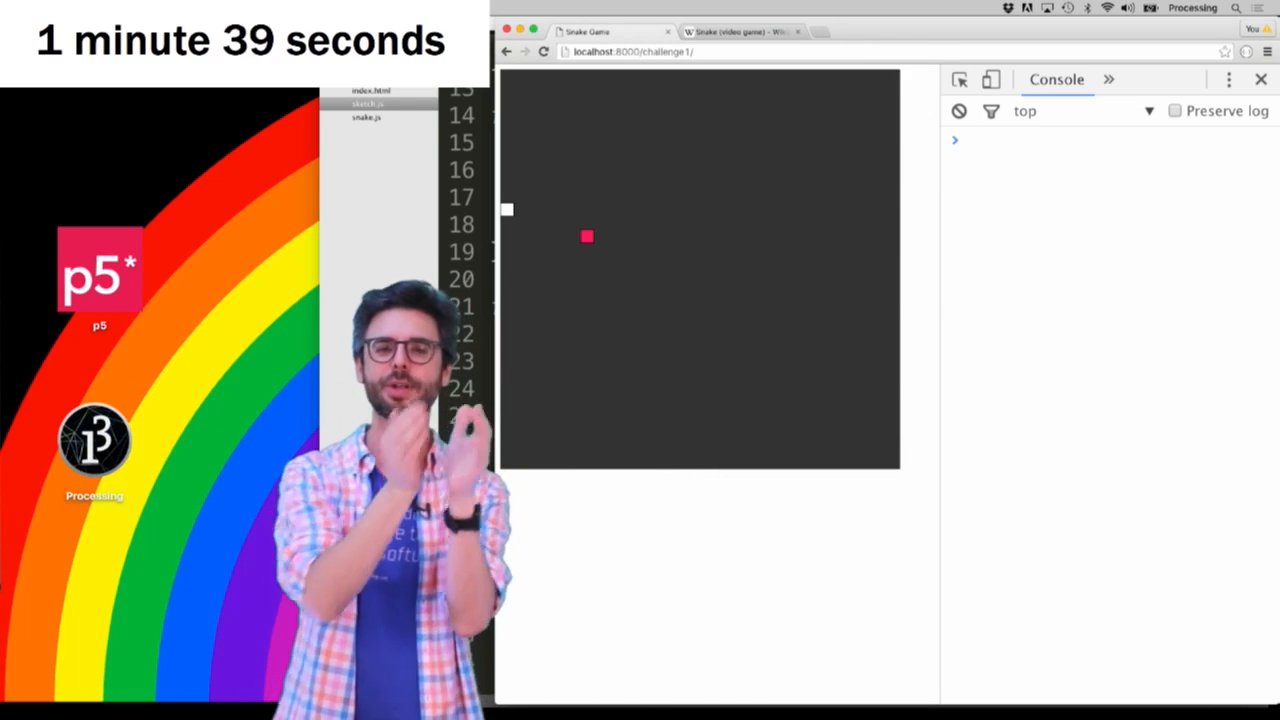 1 minute 39 seconds
Processing
Snake Game
Snake (video game) - Wiki
You
localhost:8000/challenge1/
Console
top
Preserve log
index.html
sketch.js
snake.js
13
14
15
16
17
18
19
20
21
22
23
24
p5*
p5
Processing